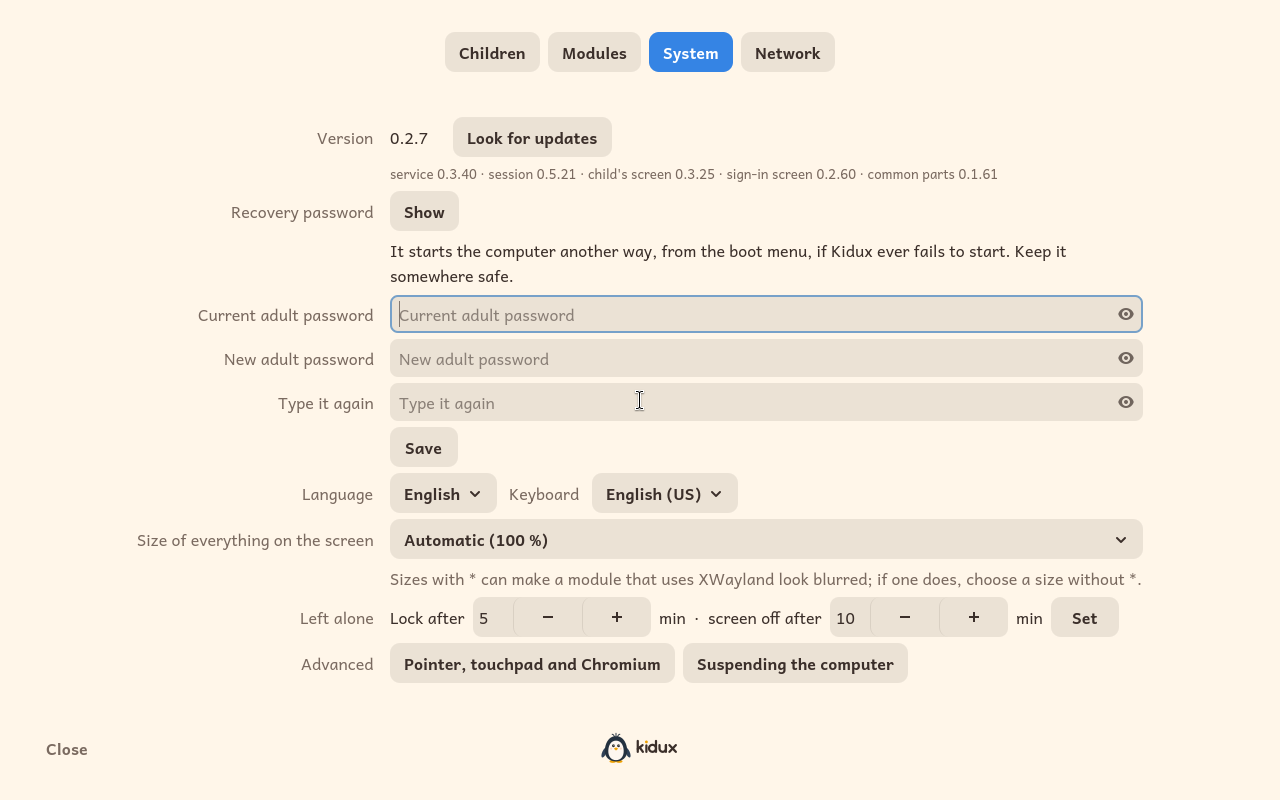 Children Modules System Network
Version 0.2.7 Look for updates
service 0.3.40 · session 0.5.21 · child's screen 0.3.25 · sign-in screen 0.2.60 · common parts 0.1.61
Recovery password Show
It starts the computer another way, from the boot menu, if Kidux ever fails to start. Keep it
somewhere safe.
Current adult password Current adult password
New adult password New adult password
Type it again Type it again
Save
Language English Keyboard English (US)
Size of everything on the screen Automatic (100 %)
Sizes with * can make a module that uses XWayland look blurred; if one does, choose a size without *.
Left alone Lock after 5 − + min · screen off after 10 − + min Set
Advanced Pointer, touchpad and Chromium Suspending the computer
Close kidux